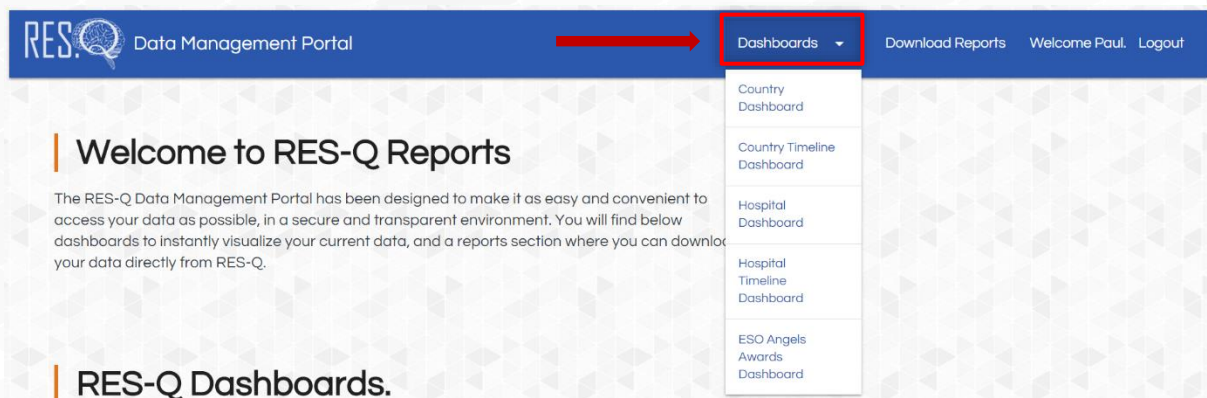 RES.Q Data Management Portal
Dashboards
Download Reports
Welcome Paul. Logout
Country
Dashboard
Country Timeline
Dashboard
Hospital
Dashboard
Hospital
Timeline
Dashboard
ESO Angels
Awards
Dashboard
Welcome to RES-Q Reports
The RES-Q Data Management Portal has been designed to make it as easy and convenient to
access your data as possible, in a secure and transparent environment. You will find below
dashboards to instantly visualize your current data, and a reports section where you can downloa
your data directly from RES-Q.
RES-Q Dashboards.